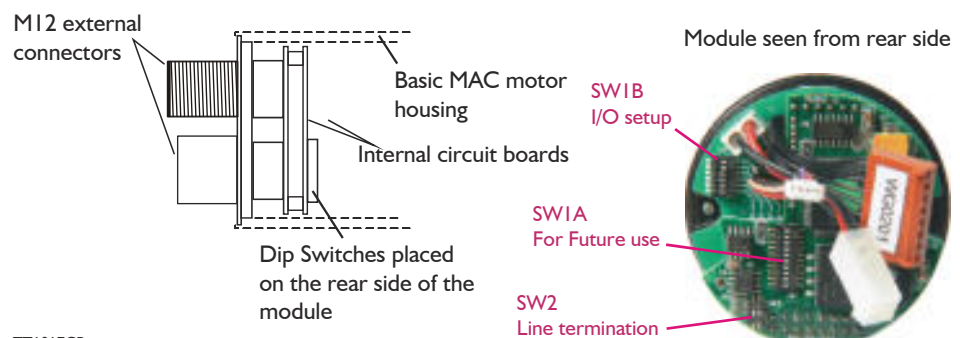 M12 external
connectors
Basic MAC motor
housing
Internal circuit boards
Dip Switches placed
on the rear side of the
module
Module seen from rear side
SW1B
I/O setup
SW1A
For Future use
SW2
Line termination